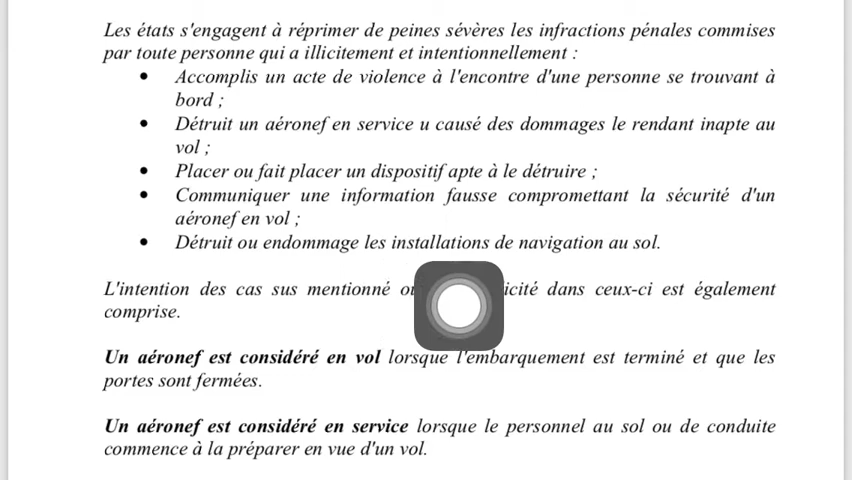 Les états s'engagent à réprimer de peines sévères les infractions pénales commises
par toute personne qui a illicitement et intentionnellement :
• Accomplis un acte de violence à l'encontre d'une personne se trouvant à
bord ;
• Détruit un aéronef en service u causé des dommages le rendant inapte au
vol ;
• Placer ou fait placer un dispositif apte à le détruire ;
• Communiquer une information fausse compromettant la sécurité d'un
aéronef en vol ;
• Détruit ou endommage les installations de navigation au sol.
L'intention des cas sus mentionné dans ceux-ci est également
comprise.
Un aéronef est considéré en vol lorsque l'embarquement est terminé et que les
portes sont fermées.
Un aéronef est considéré en service lorsque le personnel au sol ou de conduite
commence à la préparer en vue d'un vol.